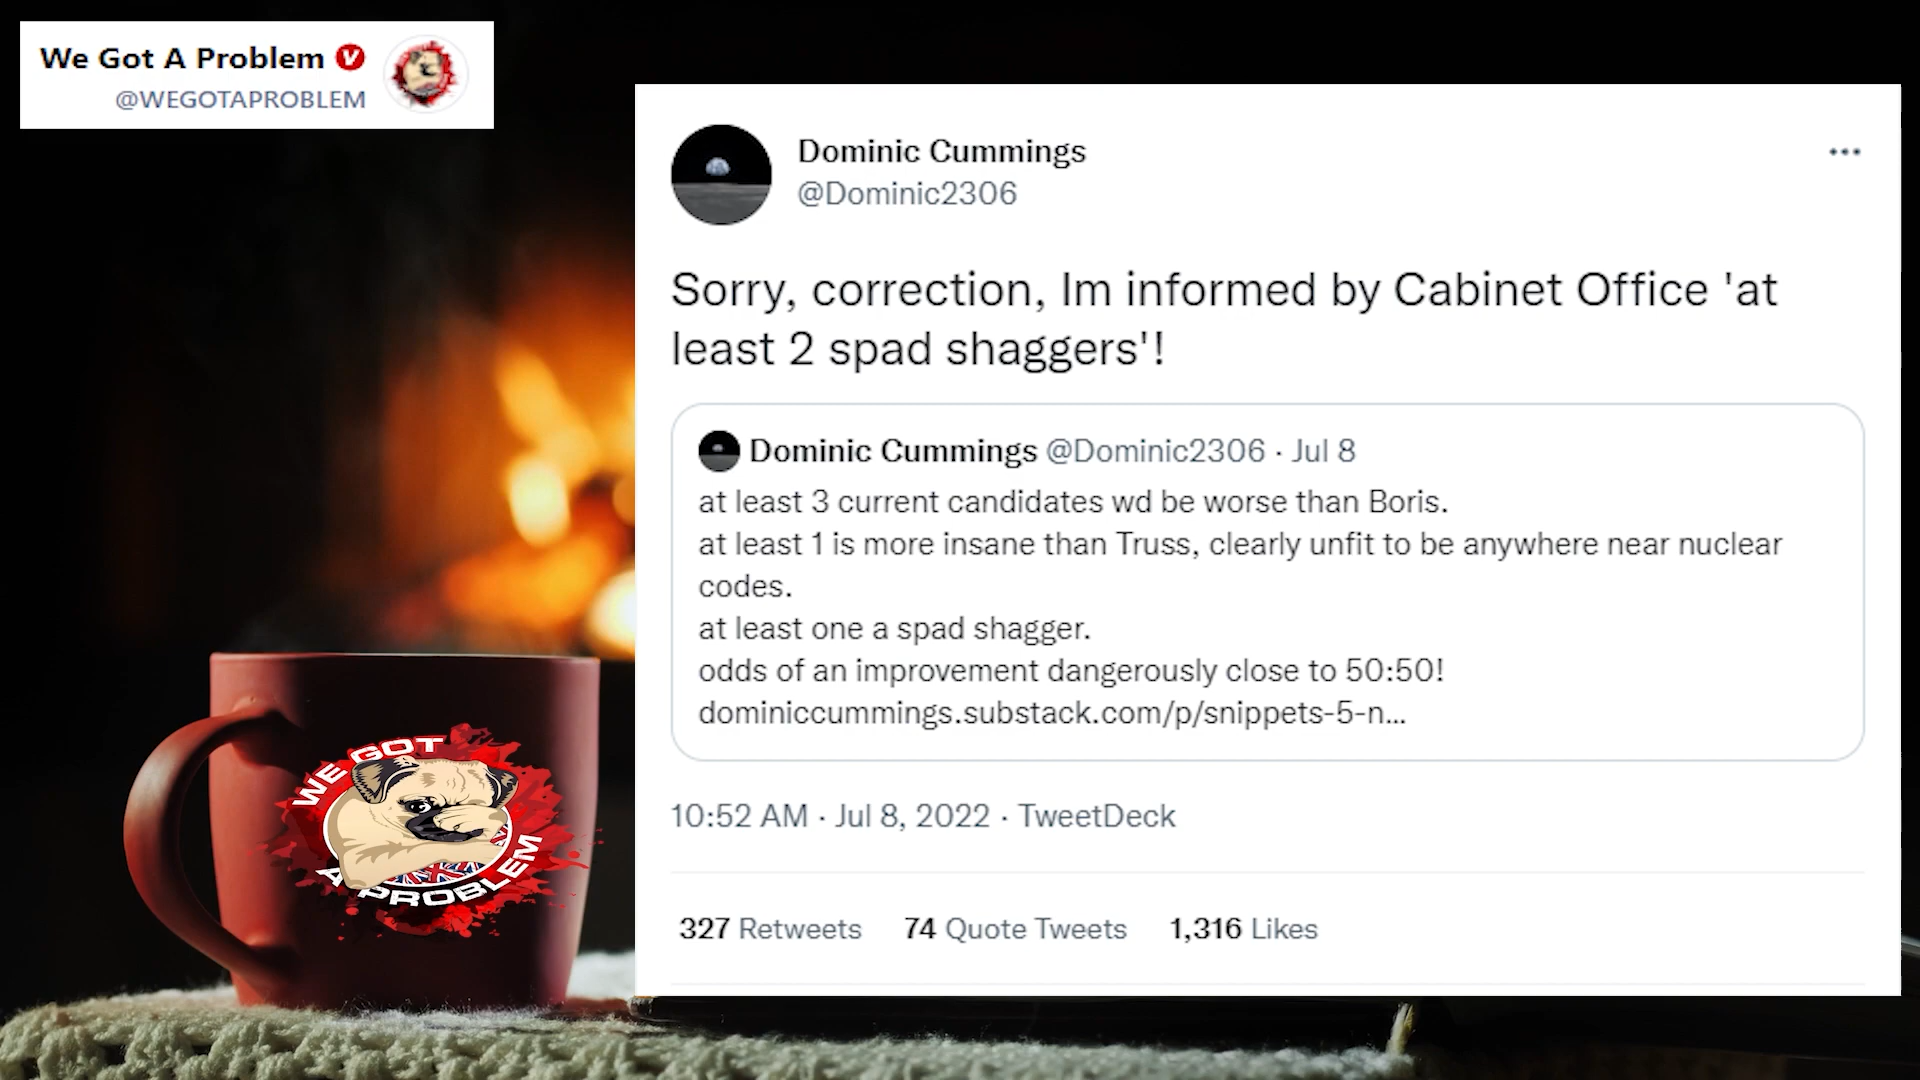 We Got A Problem
@WEGOTAPROBLEM
Dominic Cummings
@Dominic2306
Sorry, correction, Im informed by Cabinet Office 'at
least 2 spad shaggers'!
Dominic Cummings @Dominic2306 · Jul 8
at least 3 current candidates wd be worse than Boris.
at least 1 is more insane than Truss, clearly unfit to be anywhere near nuclear
codes.
at least one a spad shagger.
odds of an improvement dangerously close to 50:50!
dominiccummings.substack.com/p/snippets-5-n...
10:52 AM · Jul 8, 2022 · TweetDeck
327 Retweets 74 Quote Tweets 1,316 Likes
WE GOT
A PROBLEM